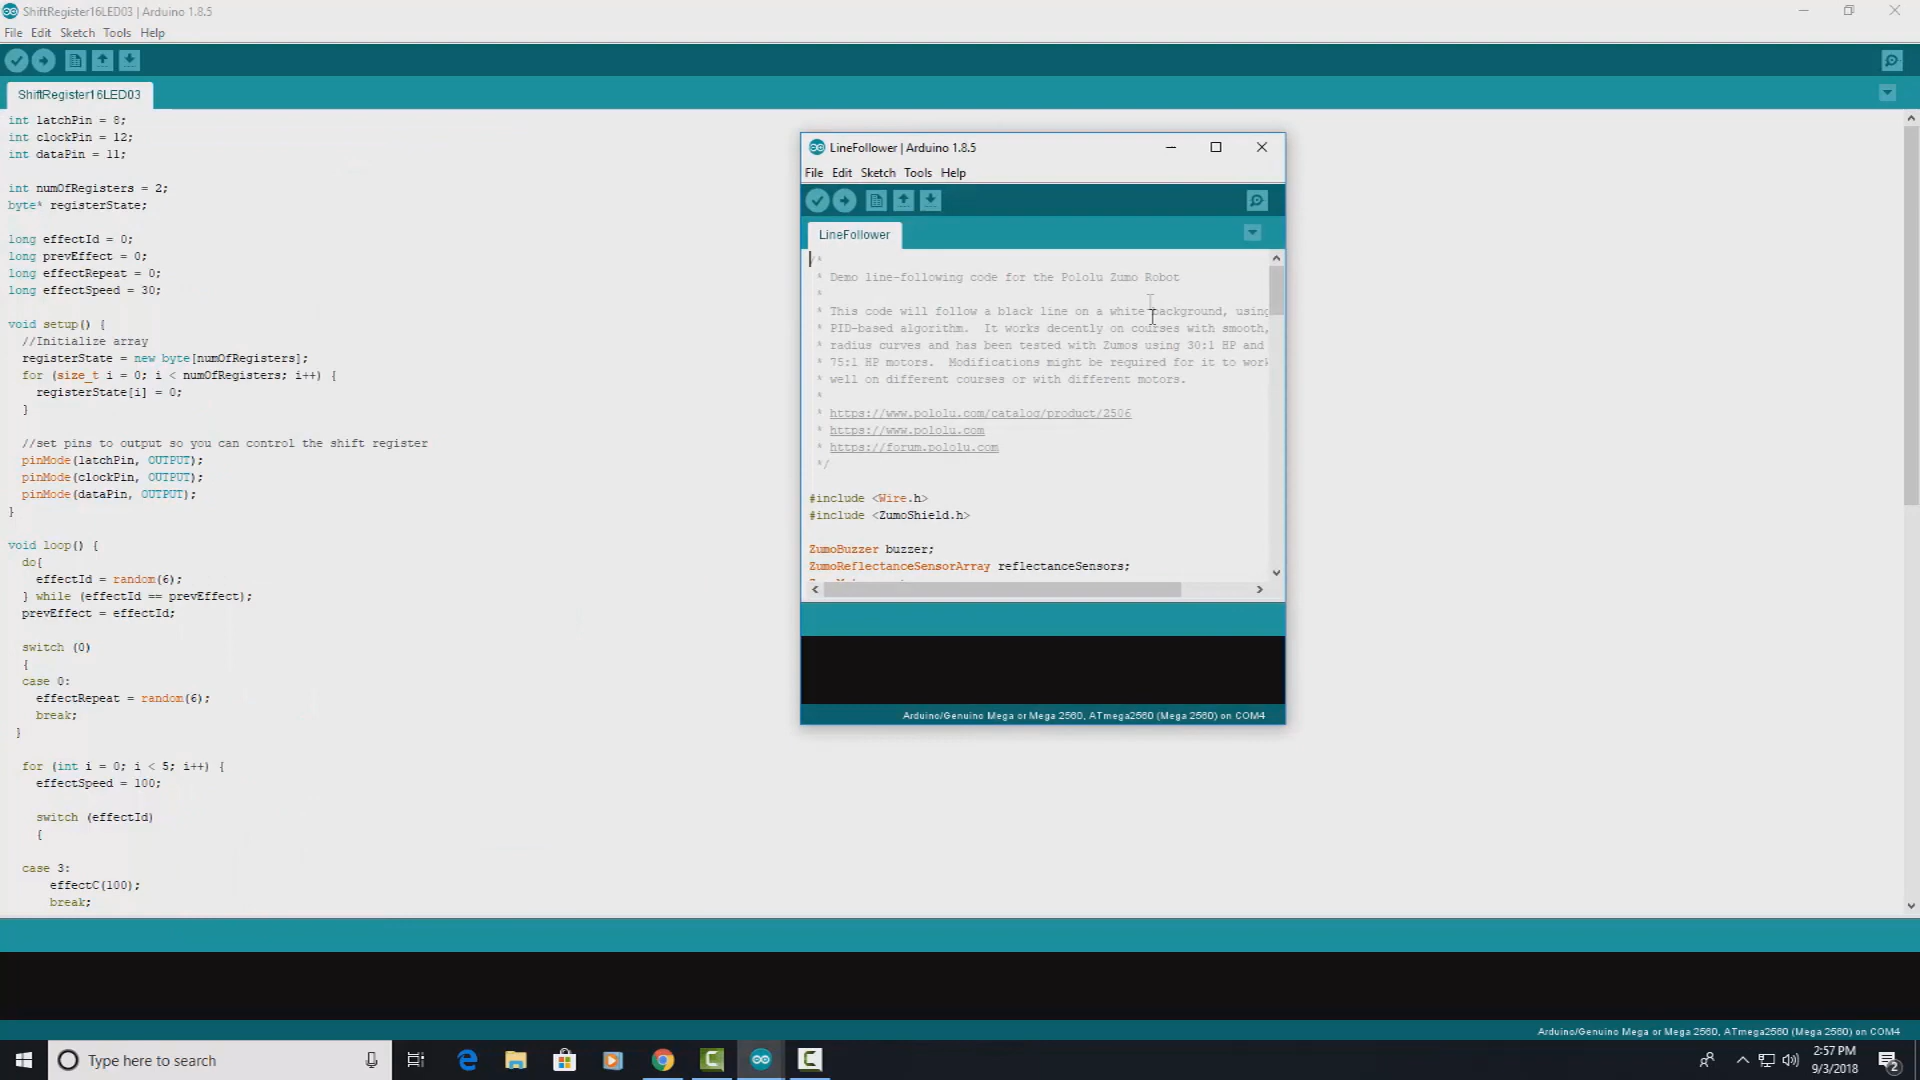 ShiftRegister16LED03 | Arduino 1.8.5
File Edit Sketch Tools Help
ShiftRegister16LED03
int latchPin = 8;
int clockPin = 12;
int dataPin = 11;
int numOfRegisters = 2;
byte* registerState;
long effectId = 0;
long prevEffect = 0;
long effectRepeat = 0;
long effectSpeed = 30;
void setup() {
//Initialize array
registerState = new byte[numOfRegisters];
for (size_t i = 0; i < numOfRegisters; i++) {
registerState[i] = 0;
}
//set pins to output so you can control the shift register
pinMode(latchPin, OUTPUT);
pinMode(clockPin, OUTPUT);
pinMode(dataPin, OUTPUT);
}
void loop() {
do{
effectId = random(6);
} while (effectId == prevEffect);
prevEffect = effectId;
switch (0)
{
case 0:
effectRepeat = random(6);
break;
}
for (int i = 0; i < 5; i++) {
effectSpeed = 100;
switch (effectId)
{
case 3:
effectC(100);
break;
LineFollower | Arduino 1.8.5
File Edit Sketch Tools Help
LineFollower
/*
* Demo line-following code for the Pololu Zumo Robot
*
* This code will follow a black line on a white background, using
* PID-based algorithm. It works decently on courses with smooth,
* radius curves and has been tested with Zumos using 30:1 HP and
* 75:1 HP motors. Modifications might be required for it to work
* well on different courses or with different motors.
*
* https://www.pololu.com/catalog/product/2506
* https://www.pololu.com
* https://forum.pololu.com
*/
#include <Wire.h>
#include <ZumoShield.h>
ZumoBuzzer buzzer;
ZumoReflectanceSensorArray reflectanceSensors;
Arduino/Genuino Mega or Mega 2560, ATmega2560 (Mega 2560) on COM4
Arduino/Genuino Mega or Mega 2560, ATmega2560 (Mega 2560) on COM4
Type here to search
2:57 PM
9/3/2018
2